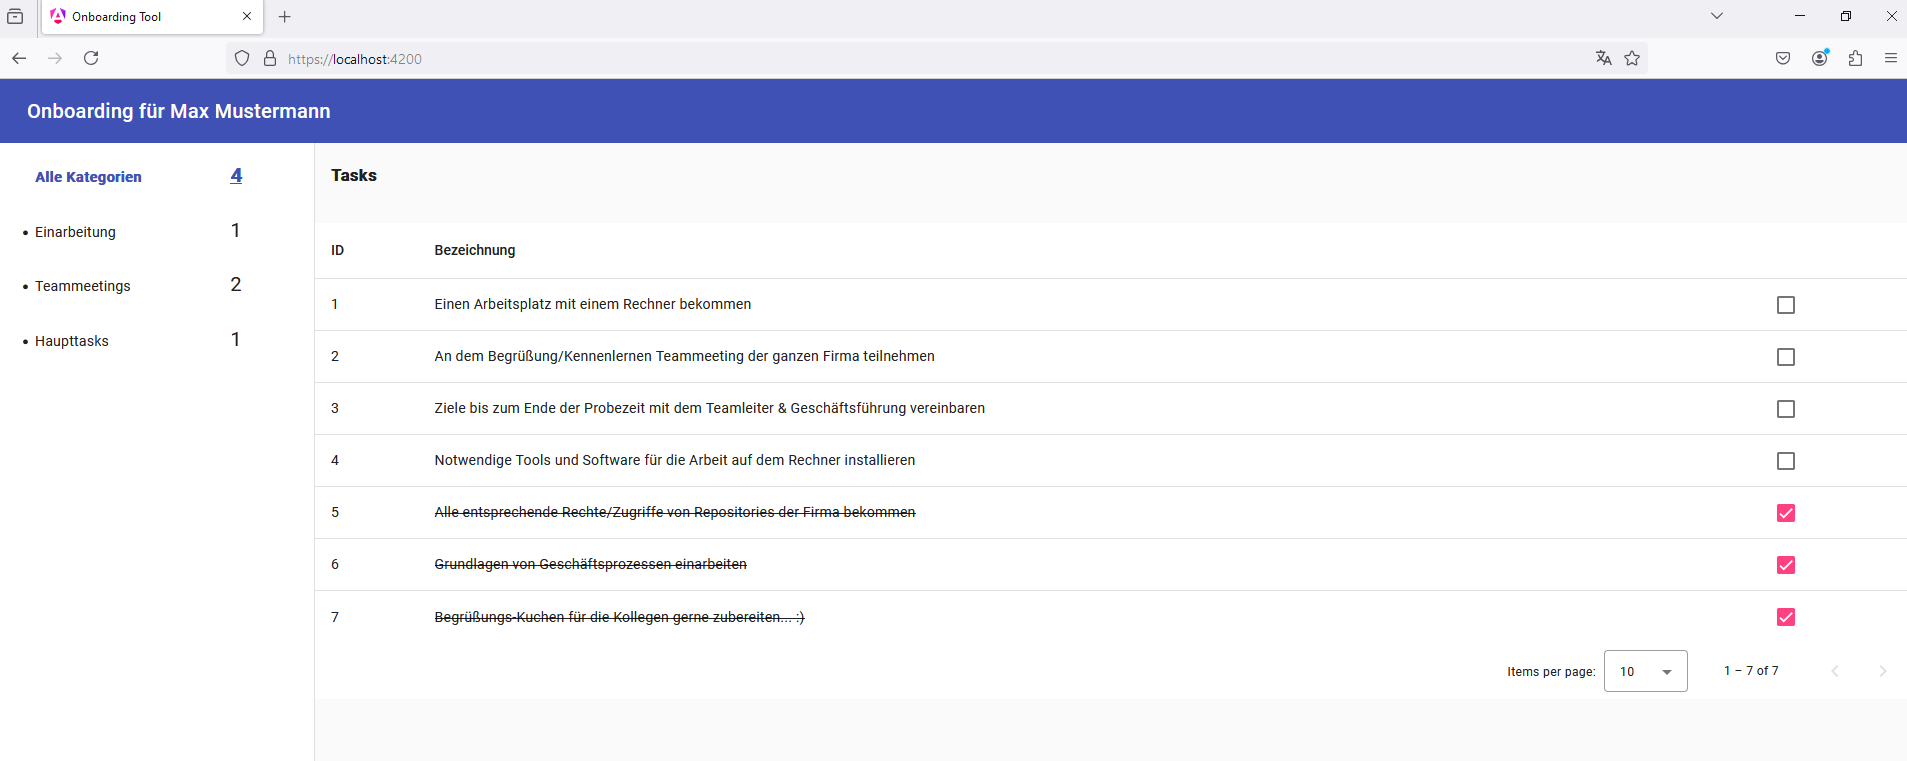 Onboarding Tool
https://localhost:4200
Onboarding für Max Mustermann
Alle Kategorien 4
• Einarbeitung 1
• Teammeetings 2
• Haupttasks 1
Tasks
ID Bezeichnung
1 Einen Arbeitsplatz mit einem Rechner bekommen
2 An dem Begrüßung/Kennenlernen Teammeeting der ganzen Firma teilnehmen
3 Ziele bis zum Ende der Probezeit mit dem Teamleiter & Geschäftsführung vereinbaren
4 Notwendige Tools und Software für die Arbeit auf dem Rechner installieren
5 Alle entsprechende Rechte/Zugriffe von Repositories der Firma bekommen
6 Grundlagen von Geschäftsprozessen einarbeiten
7 Begrüßungs-Kuchen für die Kollegen gerne zubereiten... :)
Items per page: 10 1 – 7 of 7